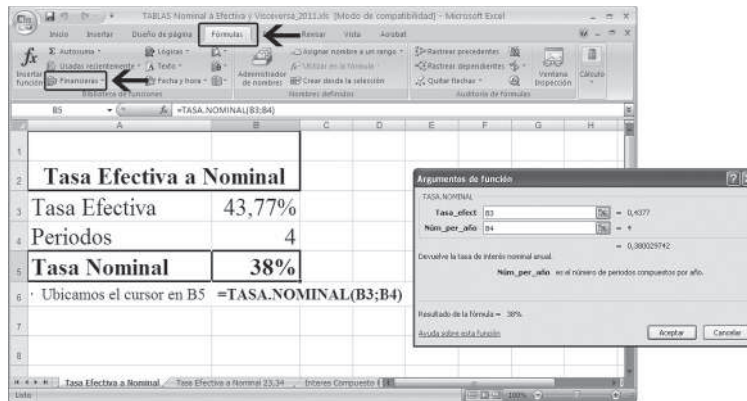 TABLAS Nominal a Efectiva y Visceversa_2011.xls [Modo de compatibilidad] - Microsoft Excel
Inicio Insertar Diseño de página Fórmulas Revisar Vista Acrobat
Σ Autosuma Lógicas Asignar nombre a un rango Rastrear precedentes
Usadas recientemente Texto Utilizar en la fórmula Rastrear dependientes
Insertar función Financieras Fecha y hora Administrador de nombres Crear desde la selección Quitar flechas Ventana Inspección Cálculo
Biblioteca de funciones Nombres definidos Auditoría de fórmulas
B5 fx =TASA.NOMINAL(B3;B4)
A B C D E F G H
1
2 Tasa Efectiva a Nominal
3 Tasa Efectiva 43,77%
4 Periodos 4
5 Tasa Nominal 38%
6 · Ubicamos el cursor en B5 =TASA.NOMINAL(B3;B4)
7
8
Tasa Efectiva a Nominal Tasa Efectiva a Nominal 23,34 Interes Compuesto
Listo 100%
Argumentos de función
TASA.NOMINAL
Tasa_efect B3 = 0,4377
Núm_per_año B4 = 4
= 0,380029742
Devuelve la tasa de interés nominal anual.
Núm_per_año es el número de periodos compuestos por año.
Resultado de la fórmula = 38%
Ayuda sobre esta función Aceptar Cancelar